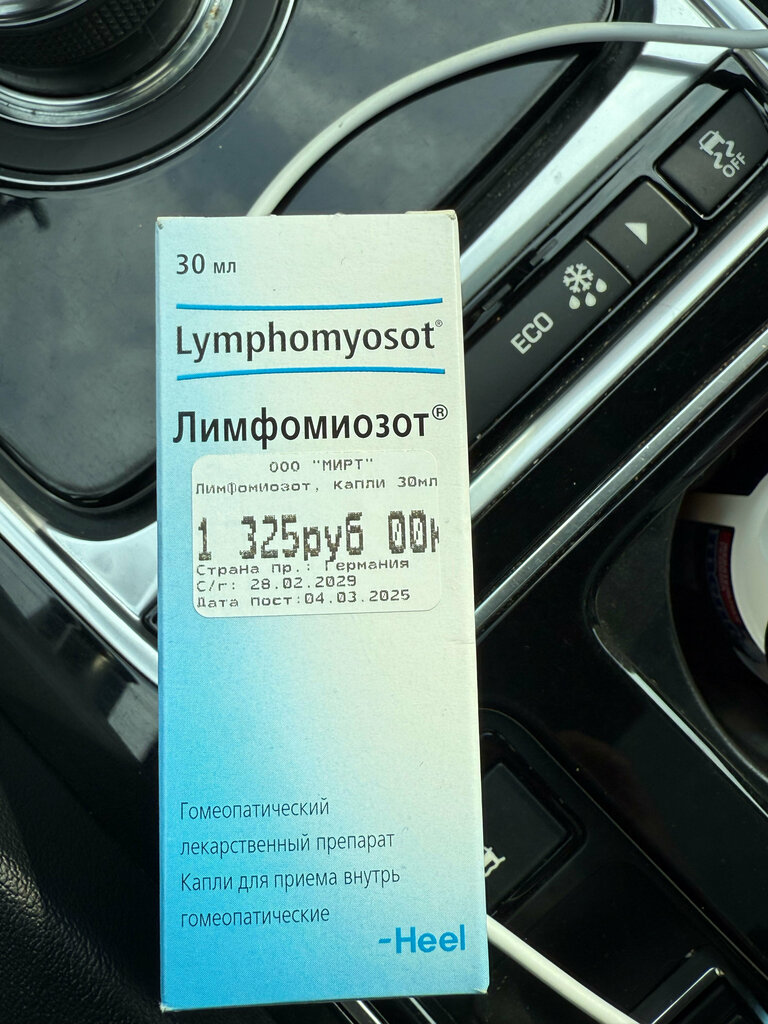 30 мл
Lymphomyosot®
Лимфомиозот®
ООО "МИРТ"
Лимфомиозот, капли 30мл
1 325руб 00к
Страна пр.: Германия
С/г: 28.02.2029
Дата Пост:04.03.2025
Гомеопатический
лекарственный препарат
Капли для приема внутрь
гомеопатические
-Heel
OFF
ECO